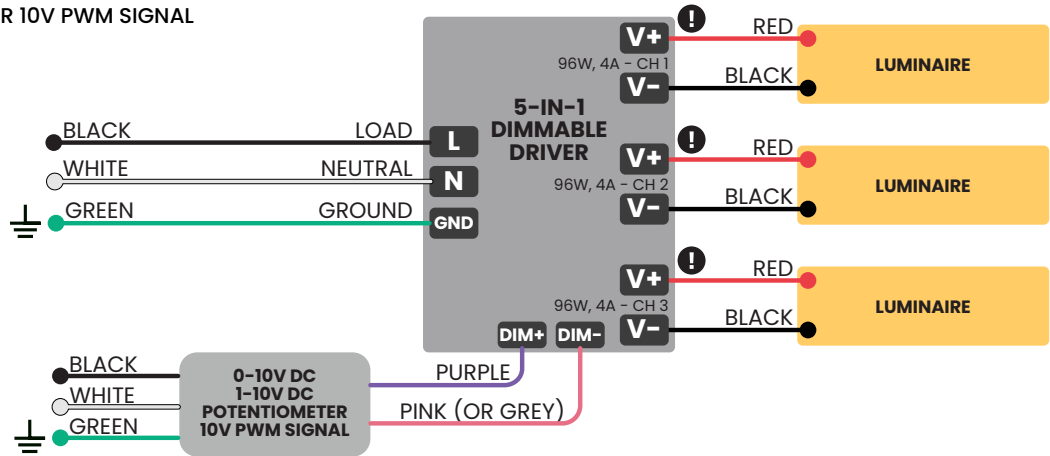 R 10V PWM SIGNAL
V+
!
RED
96W, 4A - CH 1
V-
BLACK
LUMINAIRE
5-IN-1
DIMMABLE
DRIVER
BLACK
LOAD
L
WHITE
NEUTRAL
N
GREEN
GROUND
GND
V+
!
RED
96W, 4A - CH 2
V-
BLACK
LUMINAIRE
V+
!
RED
96W, 4A - CH 3
V-
BLACK
LUMINAIRE
DIM+
DIM-
BLACK
WHITE
GREEN
0-10V DC
1-10V DC
POTENTIOMETER
10V PWM SIGNAL
PURPLE
PINK (OR GREY)